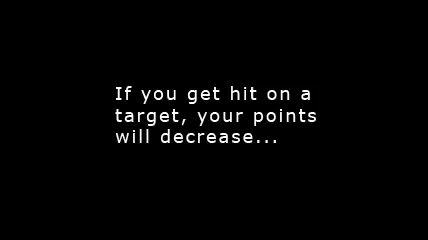 If you get hit on a
target, your points
will decrease...